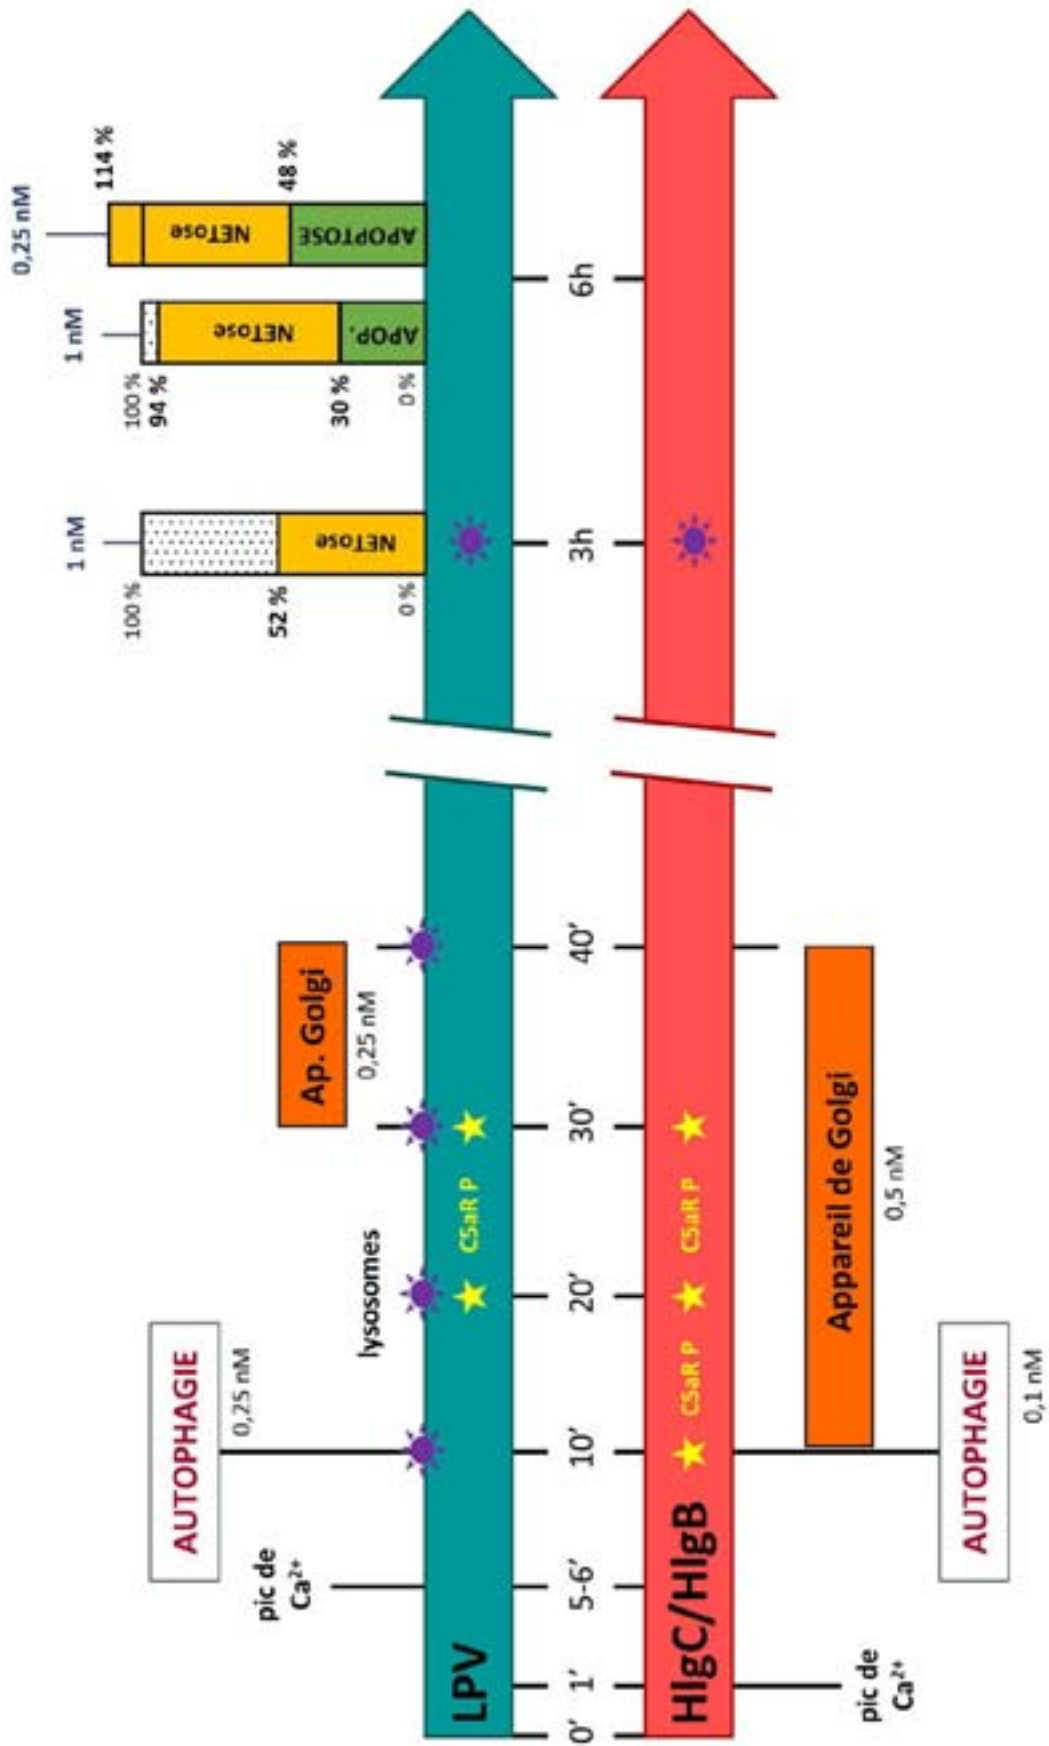 0,25 nM
1 nM
1 nM
114 %
48 %
100 %
94 %
30 %
0 %
100 %
52 %
0 %
NETose
APOPTOSE
NETose
APOP.
NETose
AUTOPHAGIE
0,25 nM
pic de
Ca²⁺
lysosomes
Ap. Golgi
0,25 nM
LPV
C5aR P
0'
1'
5-6'
10'
20'
30'
40'
3h
6h
HlgC/HlgB
C5aR P
C5aR P
pic de
Ca²⁺
Appareil de Golgi
0,5 nM
AUTOPHAGIE
0,1 nM